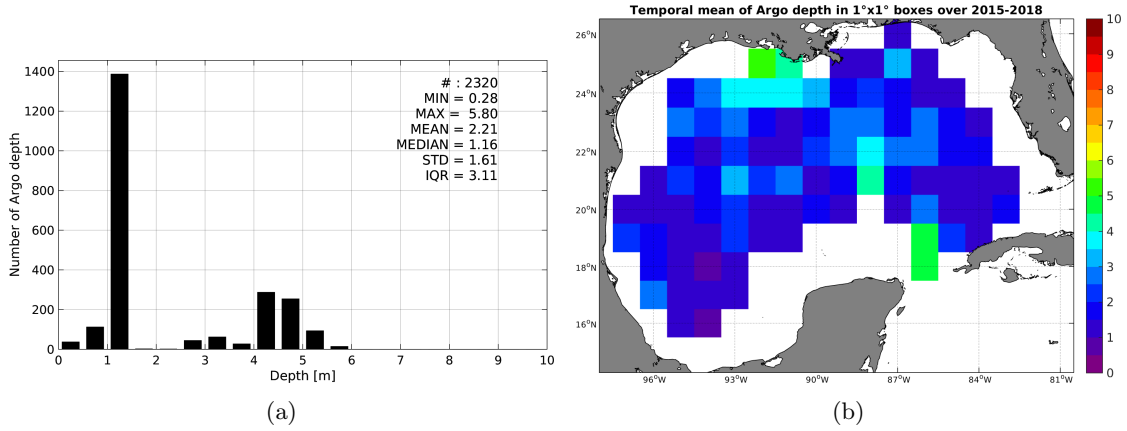 1400
1200
1000
800
600
400
200
0
Number of Argo depth
# : 2320
MIN = 0.28
MAX = 5.80
MEAN = 2.21
MEDIAN = 1.16
STD = 1.61
IQR = 3.11
0 1 2 3 4 5 6 7 8 9 10
Depth [m]
(a)
Temporal mean of Argo depth in 1°x1° boxes over 2015-2018
26°N
24°N
22°N
20°N
18°N
16°N
96°W 93°W 90°W 87°W 84°W 81°W
10
9
8
7
6
5
4
3
2
1
0
(b)